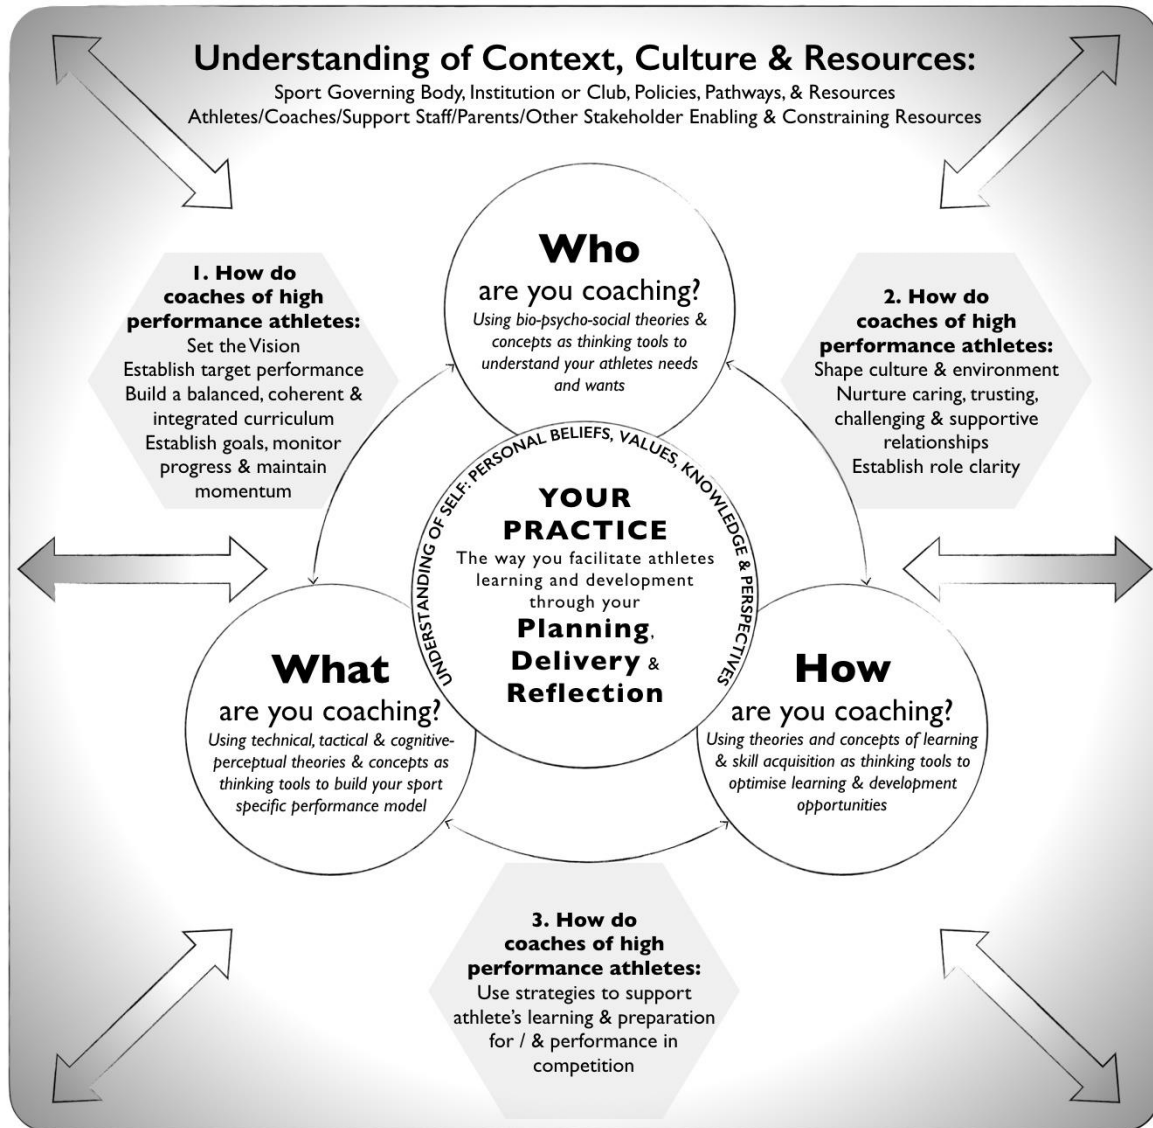 Understanding of Context, Culture & Resources:
Sport Governing Body, Institution or Club, Policies, Pathways, & Resources
Athletes/Coaches/Support Staff/Parents/Other Stakeholder Enabling & Constraining Resources
Who
are you coaching?
Using bio-psycho-social theories &
concepts as thinking tools to
understand your athletes needs
and wants
1. How do
coaches of high
performance athletes:
Set the Vision
Establish target performance
Build a balanced, coherent &
integrated curriculum
Establish goals, monitor
progress & maintain
momentum
2. How do
coaches of high
performance athletes:
Shape culture & environment
Nurture caring, trusting,
challenging & supportive
relationships
Establish role clarity
UNDERSTANDING OF SELF: PERSONAL BELIEFS, VALUES, KNOWLEDGE & PERSPECTIVES
YOUR
PRACTICE
The way you facilitate athletes
learning and development
through your
Planning,
Delivery &
Reflection
What
are you coaching?
Using technical, tactical & cognitive-
perceptual theories & concepts as
thinking tools to build your sport
specific performance model
How
are you coaching?
Using theories and concepts of learning
& skill acquisition as thinking tools to
optimise learning & development
opportunities
3. How do
coaches of high
performance athletes:
Use strategies to support
athlete's learning & preparation
for / & performance in
competition